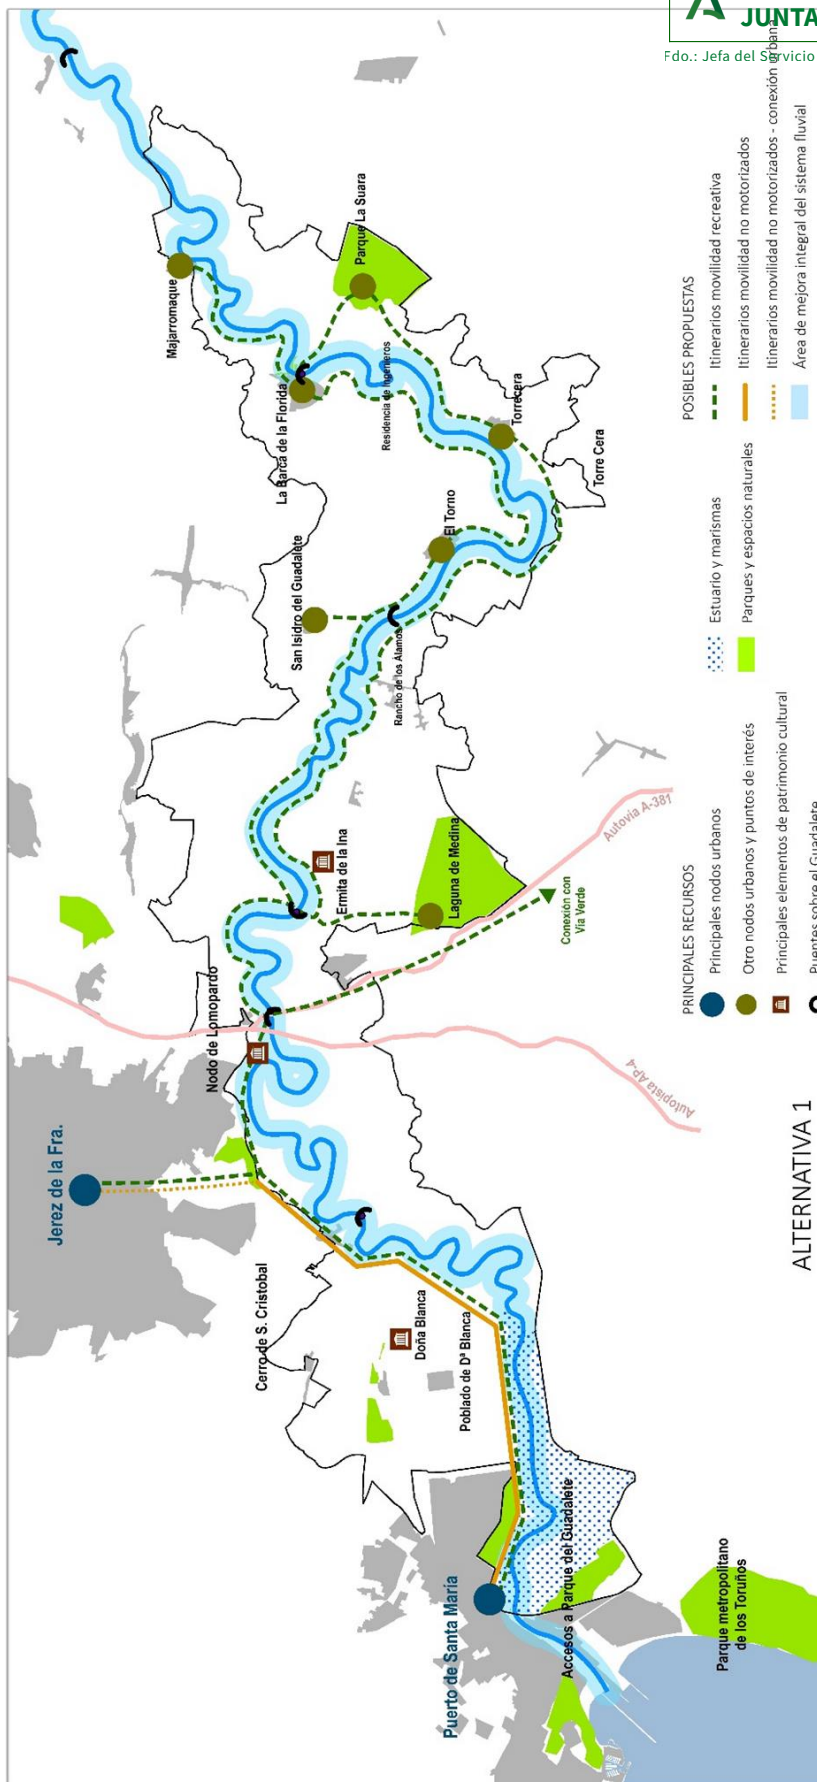 JUNTA
Fdo.: Jefa del Servicio
Majarromaque
Parque La Suara
La Barca de la Florida
Residencia de Ingenieros
Torrecera
Torre Cera
El Torno
San Isidro del Guadalete
Rancho de los Álamos
Ermita de la Ina
Laguna de Medina
Autovía A-381
Conexión con
Vía Verde
Nodo de Lomopardo
Autopista AP-4
Jerez de la Fra.
Cerro de S. Cristobal
Doña Blanca
Poblado de Dª Blanca
Puerto de Santa María
Accesos a Parque del Guadalete
Parque metropolitano
de los Toruños
ALTERNATIVA 1
PRINCIPALES RECURSOS
Principales nodos urbanos
Otro nodos urbanos y puntos de interés
Principales elementos de patrimonio cultural
Puentes sobre el Guadalete
Estuario y marismas
Parques y espacios naturales
POSIBLES PROPUESTAS
Itinerarios movilidad recreativa
Itinerarios movilidad no motorizados
Itinerarios movilidad no motorizados - conexión urbana
Área de mejora integral del sistema fluvial